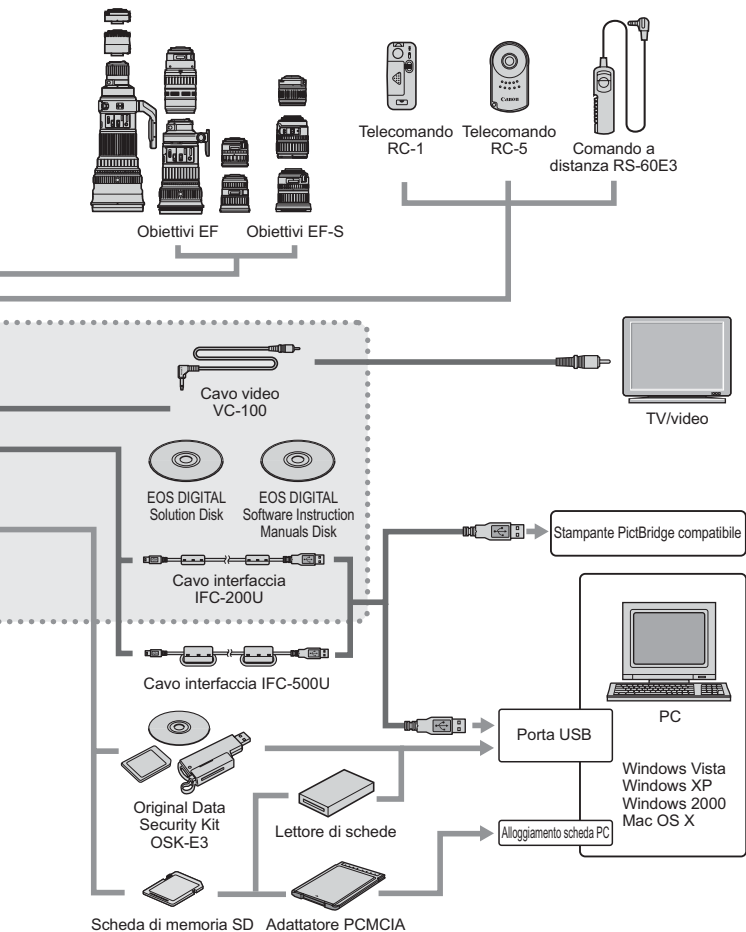 Canon
Telecomando
RC-1
Telecomando
RC-5
Comando a
distanza RS-60E3
Obiettivi EF
Obiettivi EF-S
Cavo video
VC-100
TV/video
EOS DIGITAL
Solution Disk
EOS DIGITAL
Software Instruction
Manuals Disk
Stampante PictBridge compatibile
Cavo interfaccia
IFC-200U
Cavo interfaccia IFC-500U
PC
Porta USB
Windows Vista
Windows XP
Windows 2000
Mac OS X
Original Data
Security Kit
OSK-E3
Lettore di schede
Alloggiamento scheda PC
Scheda di memoria SD
Adattatore PCMCIA